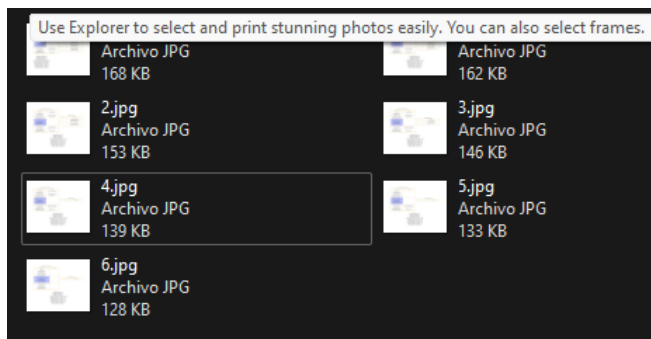 Use Explorer to select and print stunning photos easily. You can also select frames.
Archivo JPG
168 KB
Archivo JPG
162 KB
2.jpg
Archivo JPG
153 KB
3.jpg
Archivo JPG
146 KB
4.jpg
Archivo JPG
139 KB
5.jpg
Archivo JPG
133 KB
6.jpg
Archivo JPG
128 KB